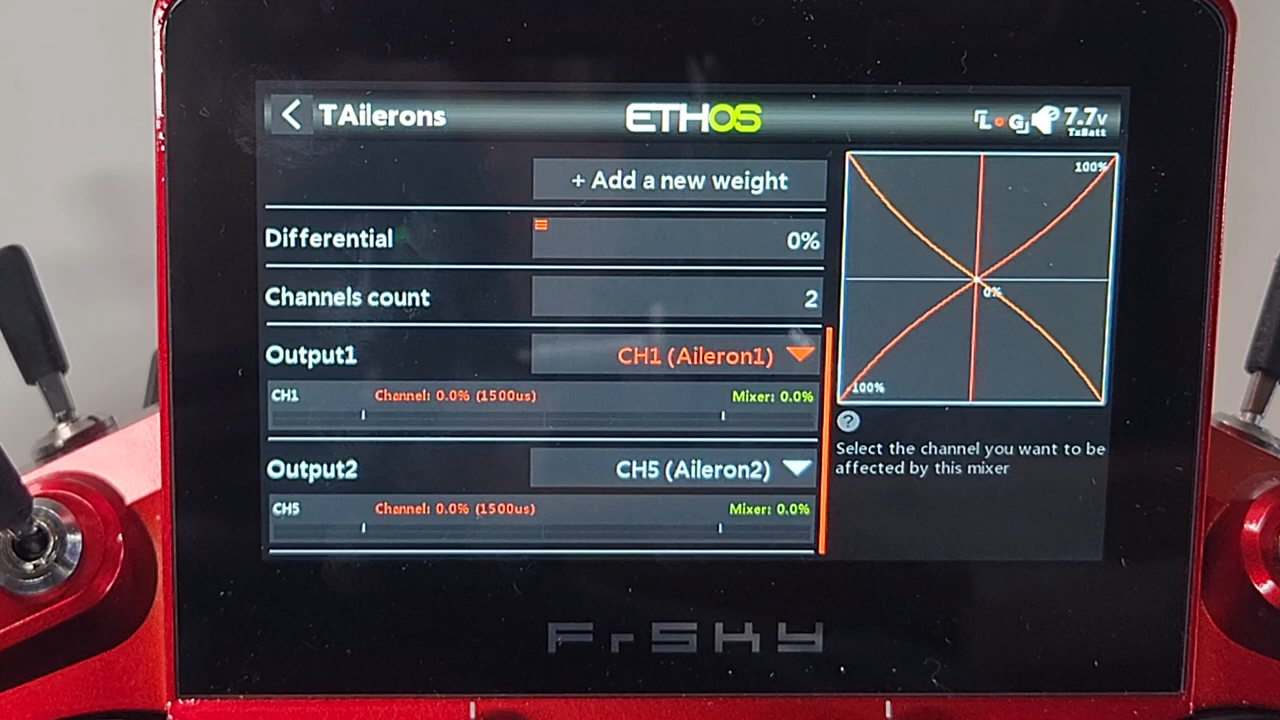 TAilerons
ETHOS
7.7V
TxBatt
+ Add a new weight
Differential
0%
Channels count
2
Output1
CH1 (Aileron1)
CH1
Channel: 0.0% (1500us)
Mixer: 0.0%
Output2
CH5 (Aileron2)
CH5
Channel: 0.0% (1500us)
Mixer: 0.0%
100%
0%
-100%
?
Select the channel you want to be
affected by this mixer
FrSKY